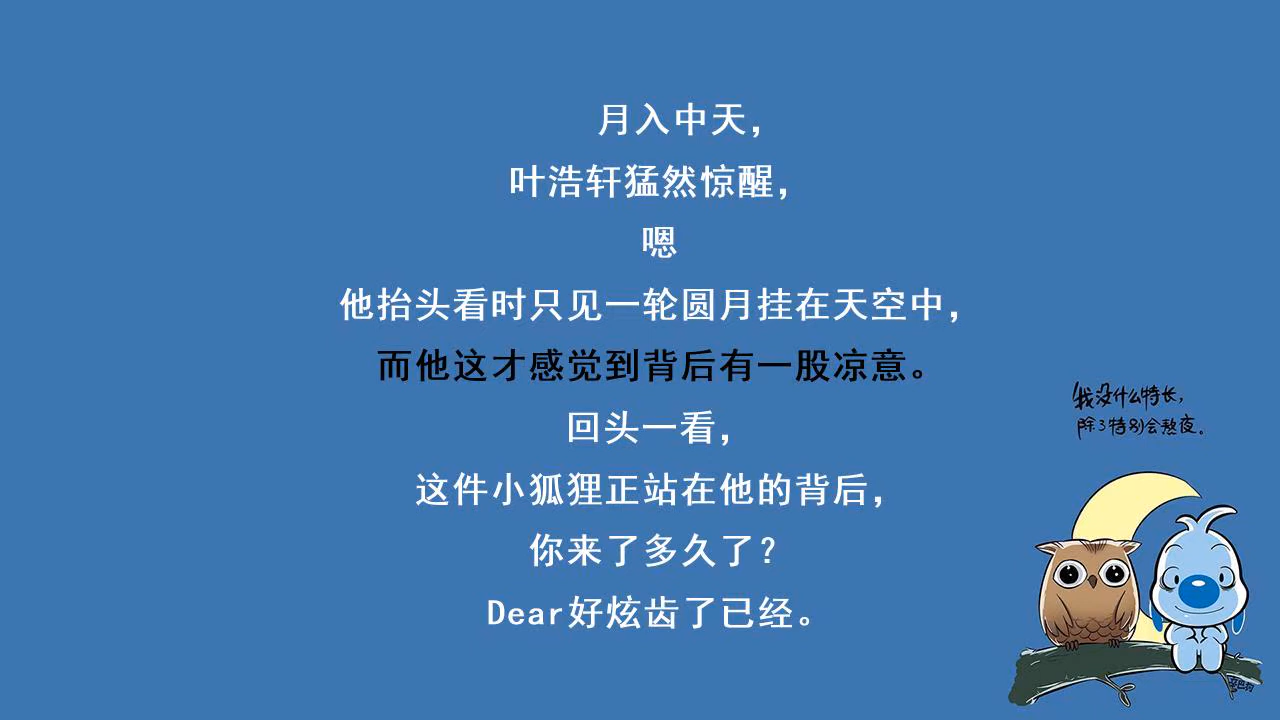 月入中天，
叶浩轩猛然惊醒，
嗯
他抬头看时只见一轮圆月挂在天空中，
而他这才感觉到背后有一股凉意。
回头一看，
这件小狐狸正站在他的背后，
你来了多久了？
Dear好炫齿了已经。
我没什么特长，
除了特别会熬夜。